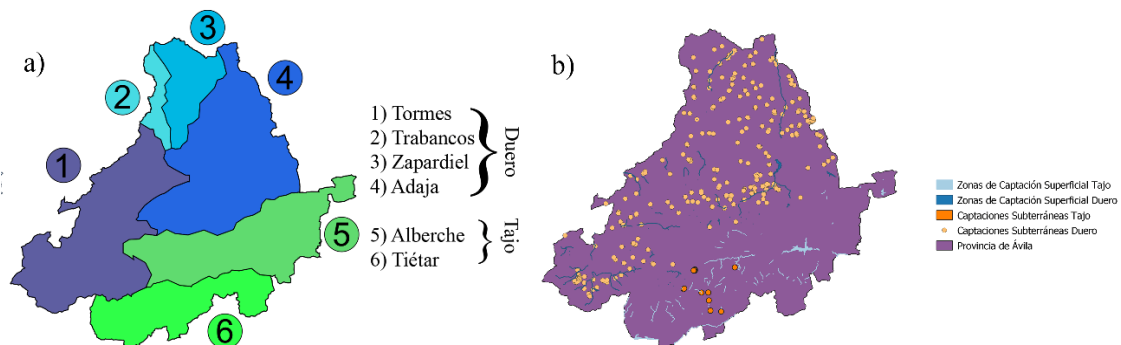 a)
3
2
4
1
5
6
1) Tormes
2) Trabancos
3) Zapardiel
4) Adaja
Duero
5) Alberche
6) Tiétar
Tajo
b)
Zonas de Captación Superficial Tajo
Zonas de Captación Superficial Duero
Captaciones Subterráneas Tajo
Captaciones Subterráneas Duero
Provincia de Ávila